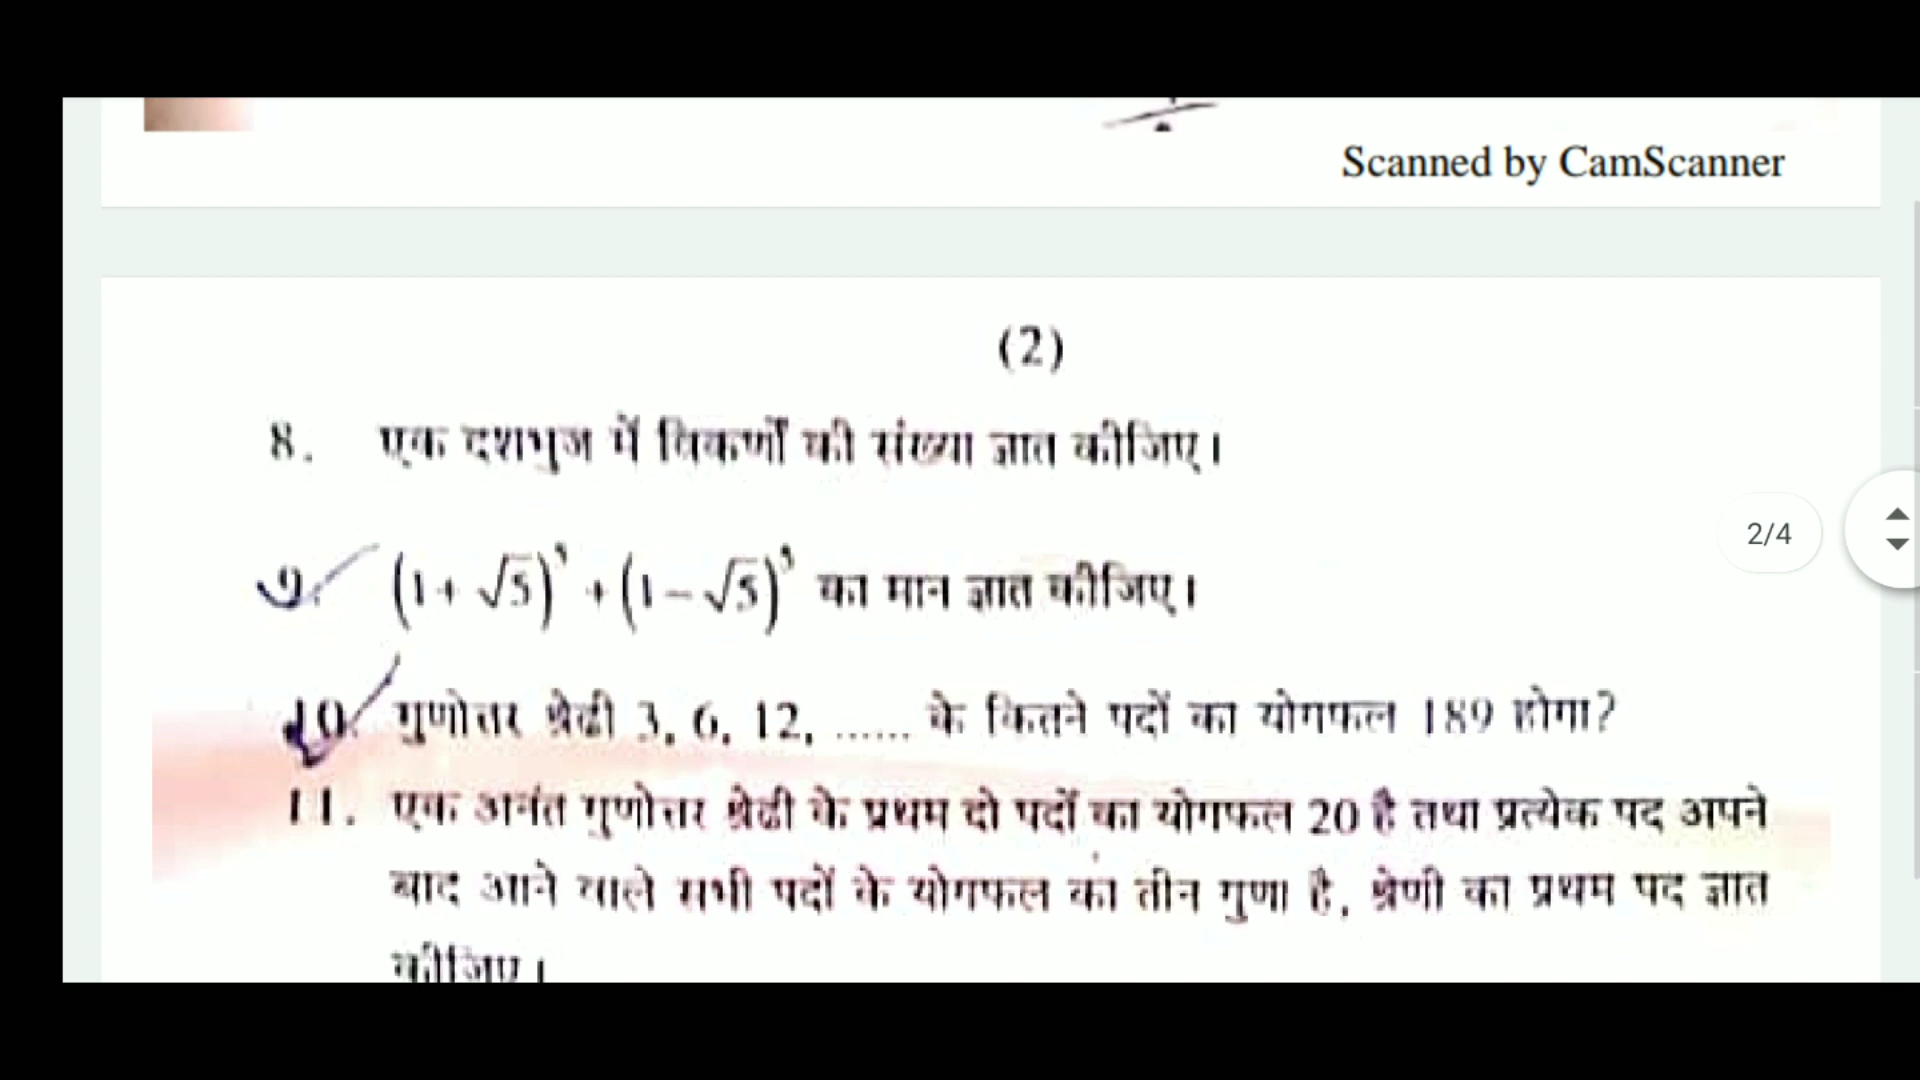 Scanned by CamScanner
(2)
8. एक दशभुज में विकर्णों की संख्या ज्ञात कीजिए।
2/4
9. (1+√5) + (1−√5) का मान ज्ञात कीजिए।
10. गुणोत्तर श्रेढी 3, 6, 12, ...... के कितने पदों का योगफल 189 होगा?
11. एक अनंत गुणोत्तर श्रेढी के प्रथम दो पदों का योगफल 20 है तथा प्रत्येक पद अपने
बाद आने वाले सभी पदों के योगफल का तीन गुणा है, श्रेणी का प्रथम पद ज्ञात
कीजिए।